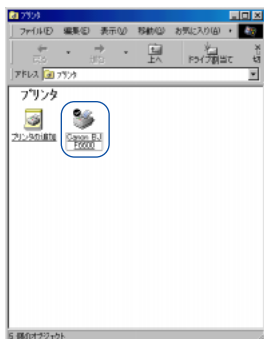 プリンタ
ファイル(F) 編集(E) 表示(V) 移動(G) お気に入り(A)
戻る 進む 上へ ドライブ割当て 切
アドレス プリンタ
プリンタ
プリンタの追加
Canon BJ
F6000
個のオブジェクト